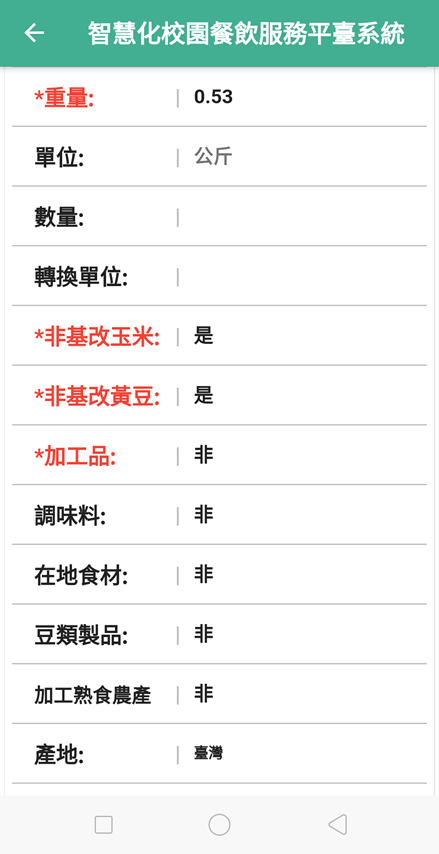 智慧化校園餐飲服務平臺系統
*重量: | 0.53
單位: | 公斤
數量: |
轉換單位: |
*非基改玉米: | 是
*非基改黃豆: | 是
*加工品: | 非
調味料: | 非
在地食材: | 非
豆類製品: | 非
加工熟食農產 | 非
產地: | 臺灣